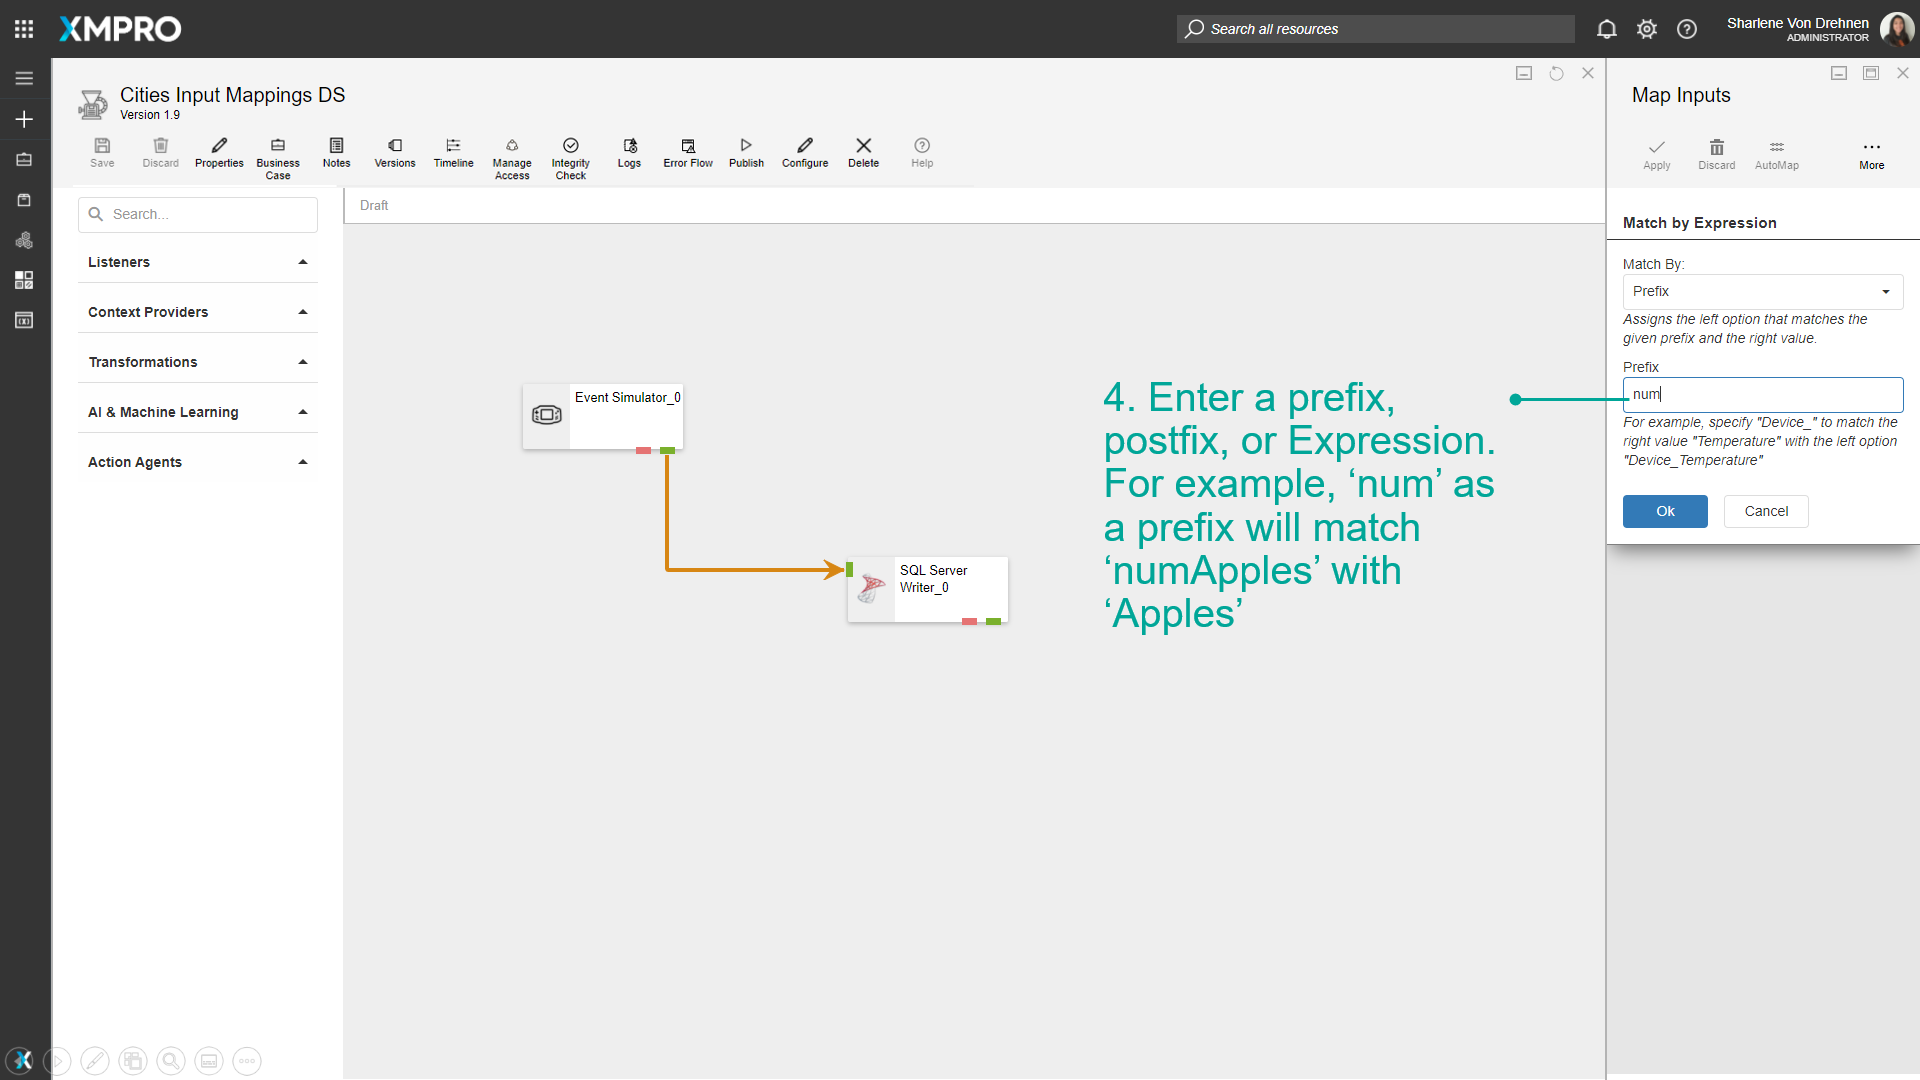 XMPRO
Search all resources
Sharlene Von Drehnen
ADMINISTRATOR
Cities Input Mappings DS
Version 1.9
Save
Discard
Properties
Business
Case
Notes
Versions
Timeline
Manage
Access
Integrity
Check
Logs
Error Flow
Publish
Configure
Delete
Help
Search...
Listeners
Context Providers
Transformations
AI & Machine Learning
Action Agents
Draft
Event Simulator_0
SQL Server
Writer_0
4. Enter a prefix,
postfix, or Expression.
For example, ‘num’ as
a prefix will match
‘numApples’ with
‘Apples’
Map Inputs
Apply
Discard
AutoMap
More
Match by Expression
Match By:
Prefix
Assigns the left option that matches the
given prefix and the right value.
Prefix
num
For example, specify "Device_" to match the
right value "Temperature" with the left option
"Device_Temperature"
Ok
Cancel